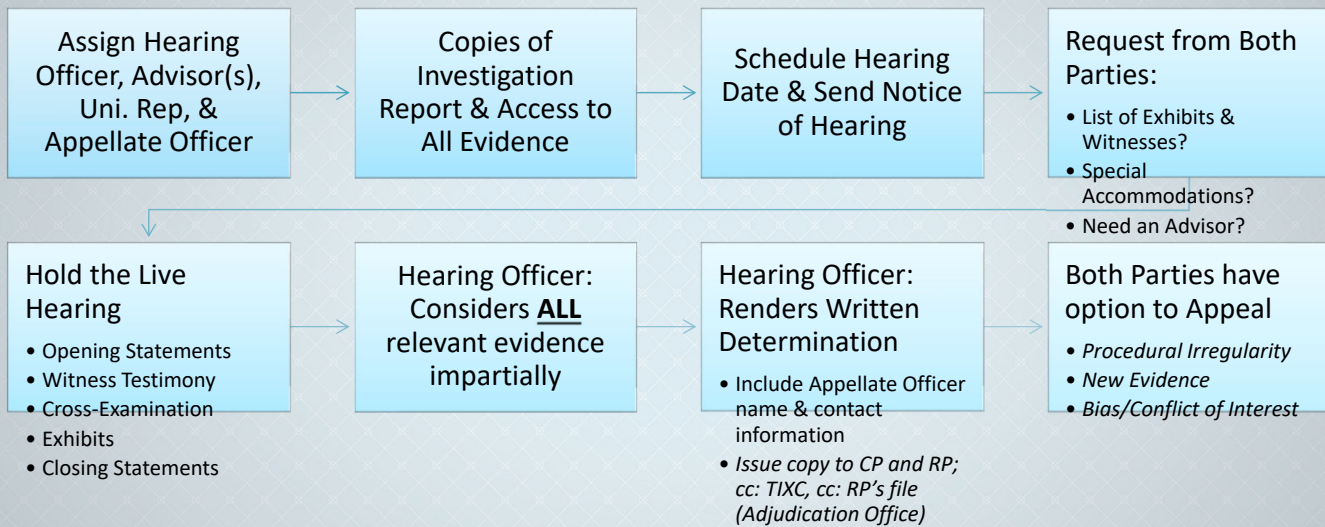 Assign Hearing
Officer, Advisor(s),
Uni. Rep, &
Appellate Officer
Copies of
Investigation
Report & Access to
All Evidence
Schedule Hearing
Date & Send Notice
of Hearing
Request from Both
Parties:
• List of Exhibits &
Witnesses?
• Special
Accommodations?
• Need an Advisor?
Hold the Live
Hearing
• Opening Statements
• Witness Testimony
• Cross-Examination
• Exhibits
• Closing Statements
Hearing Officer:
Considers ALL
relevant evidence
impartially
Hearing Officer:
Renders Written
Determination
• Include Appellate Officer
name & contact
information
• Issue copy to CP and RP;
cc: TIXC, cc: RP's file
(Adjudication Office)
Both Parties have
option to Appeal
• Procedural Irregularity
• New Evidence
• Bias/Conflict of Interest